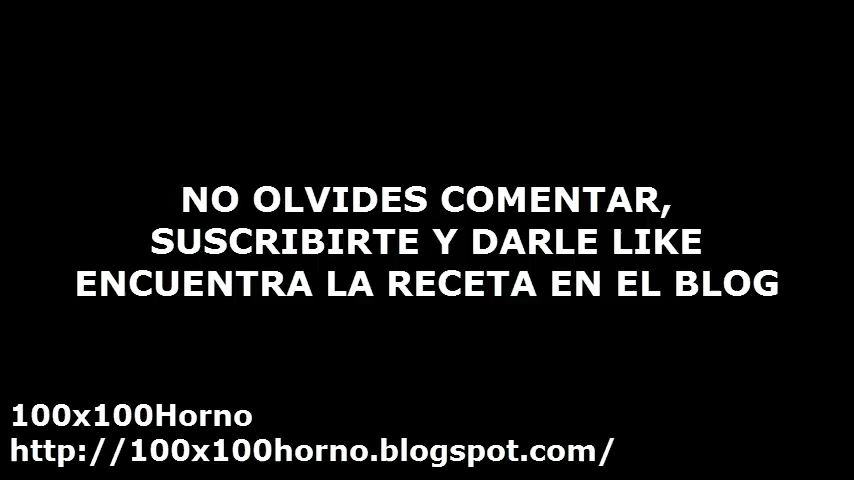 NO OLVIDES COMENTAR,
SUSCRIBIRTE Y DARLE LIKE
ENCUENTRA LA RECETA EN EL BLOG
100x100Horno
http://100x100horno.blogspot.com/